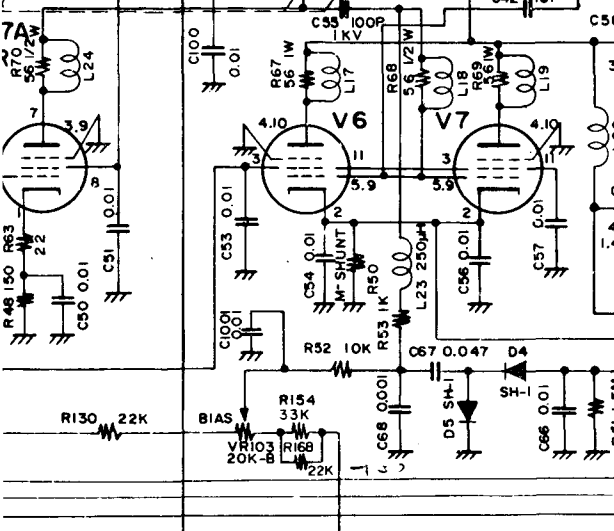 C55 100P
1KV
7A
R70
56 1/2W
L24
C100
0.01
R67
56 1W
L17
R68
5.6 1/2W
L18
R69
56 1W
L19
7
3.9
8
1
4.10
3
V6
11
5.9
2
V7
3
5.9
4.10
11
2
R63
2.2
R48 150
C50 0.01
C51 0.01
C53 0.01
C54 0.01
M-SHUNT
R50
L23 250μH
C56 0.01
C57 0.01
R53 1K
R52 10K
C67 0.047
D4
SH-1
D5 SH-1
C66 0.01
C68 0.001
R130 22K
BIAS
VR103
20K-B
R154
33K
R168
22K